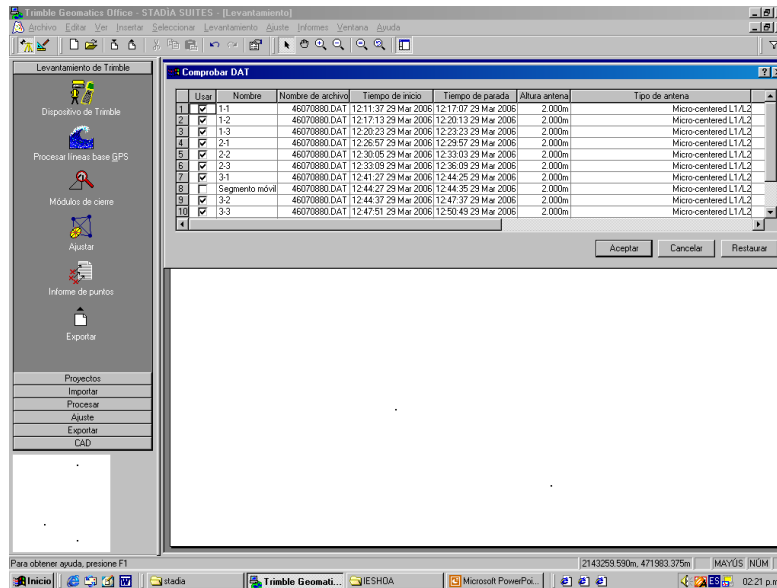 Trimble Geomatics Office - STADÍA SUITES - [Levantamiento]
Archivo Editar Ver Insertar Seleccionar Levantamiento Ajuste Informes Ventana Ayuda
Levantamiento de Trimble
Dispositivo de Trimble
Procesar líneas base GPS
Módulos de cierre
Ajustar
Informe de puntos
Exportar
Proyectos
Importar
Procesar
Ajuste
Exportar
CAD
Comprobar DAT
Usar Nombre Nombre de archivo Tiempo de inicio Tiempo de parada Altura antena Tipo de antena
1 1-1 46070880.DAT 12:11:37 29 Mar 2006 12:17:07 29 Mar 2006 2.000m Micro-centered L1/L2
2 1-2 46070880.DAT 12:17:13 29 Mar 2006 12:20:13 29 Mar 2006 2.000m Micro-centered L1/L2
3 1-3 46070880.DAT 12:20:23 29 Mar 2006 12:23:23 29 Mar 2006 2.000m Micro-centered L1/L2
4 2-1 46070880.DAT 12:26:57 29 Mar 2006 12:29:57 29 Mar 2006 2.000m Micro-centered L1/L2
5 2-2 46070880.DAT 12:30:05 29 Mar 2006 12:33:03 29 Mar 2006 2.000m Micro-centered L1/L2
6 2-3 46070880.DAT 12:33:09 29 Mar 2006 12:36:09 29 Mar 2006 2.000m Micro-centered L1/L2
7 3-1 46070880.DAT 12:41:27 29 Mar 2006 12:44:25 29 Mar 2006 2.000m Micro-centered L1/L2
8 Segmento móvil 46070880.DAT 12:44:27 29 Mar 2006 12:44:35 29 Mar 2006 2.000m Micro-centered L1/L2
9 3-2 46070880.DAT 12:44:37 29 Mar 2006 12:47:37 29 Mar 2006 2.000m Micro-centered L1/L2
10 3-3 46070880.DAT 12:47:51 29 Mar 2006 12:50:49 29 Mar 2006 2.000m Micro-centered L1/L2
Aceptar Cancelar Restaurar
Para obtener ayuda, presione F1 2143259.590m, 471983.375m MAYÚS NÚM
Inicio stadia Trimble Geomati... IESHDA Microsoft PowerPoi... ES 02:21 p.m